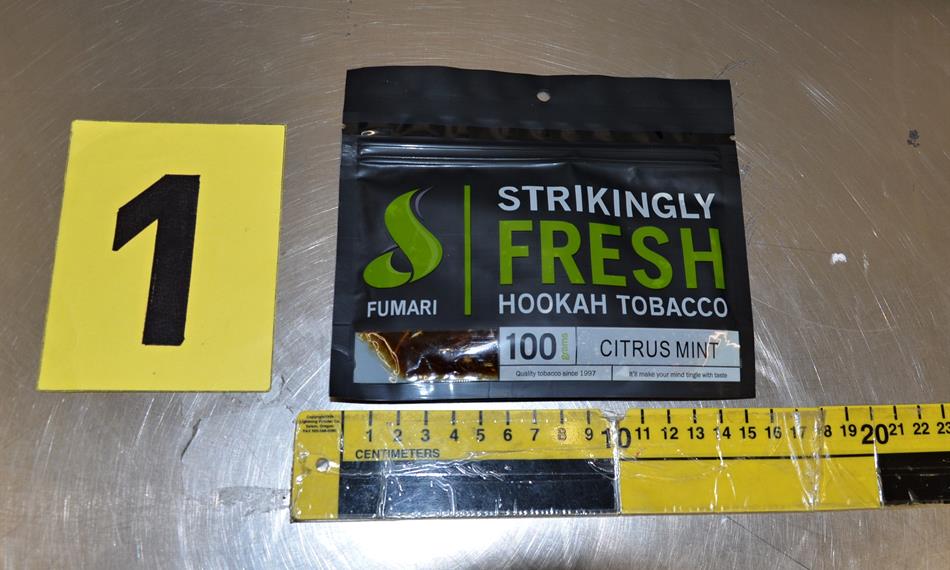 1
STRIKINGLY
FRESH
HOOKAH TOBACCO
FUMARI
100 grams
CITRUS MINT
Quality tobacco since 1997
It'll make your mind tingle with taste
1 2 3 4 5 6 7 8 9 10 11 12 13 14 15 16 17 18 19 20 21 22 23
CENTIMETERS